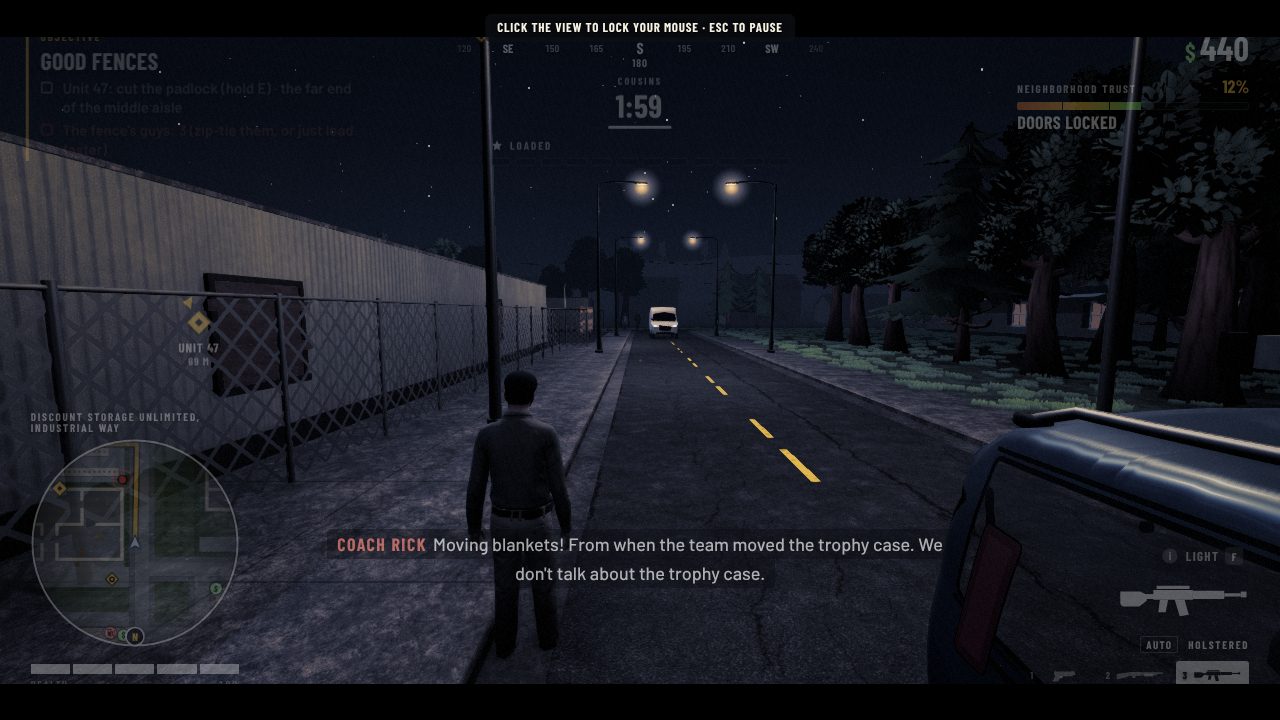 CLICK THE VIEW TO LOCK YOUR MOUSE · ESC TO PAUSE
OBJECTIVE
GOOD FENCES
Unit 47: cut the padlock (hold E) · the far end
of the middle aisle
The fence's guys: 3 (zip-tie them, or just load
faster)
120 SE 150 165 S 195 210 SW 240
180
COUSINS
1:59
LOADED
$440
NEIGHBORHOOD TRUST 12%
DOORS LOCKED
UNIT 47
69 M
DISCOUNT STORAGE UNLIMITED,
INDUSTRIAL WAY
N
COACH RICK Moving blankets! From when the team moved the trophy case. We
don't talk about the trophy case.
i LIGHT F
AUTO HOLSTERED
1 2 3